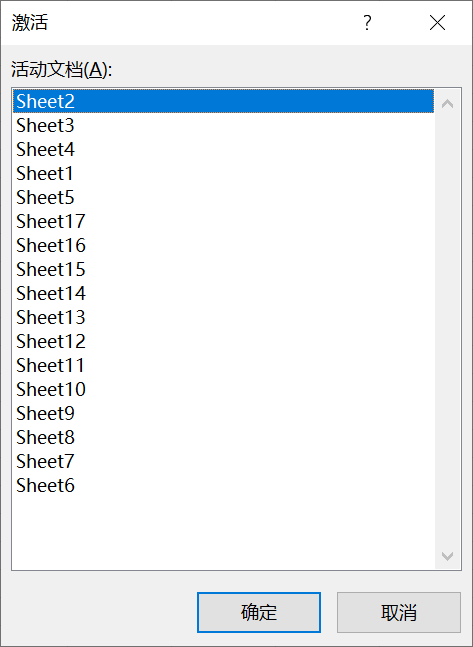 激活
活动文档(A):
Sheet2
Sheet3
Sheet4
Sheet1
Sheet5
Sheet17
Sheet16
Sheet15
Sheet14
Sheet13
Sheet12
Sheet11
Sheet10
Sheet9
Sheet8
Sheet7
Sheet6
确定 取消